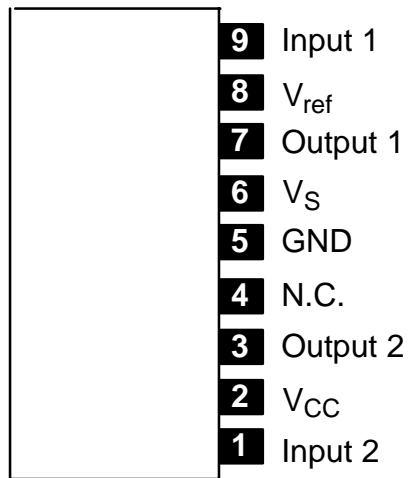 9 Input 1
8 Vref
7 Output 1
6 VS
5 GND
4 N.C.
3 Output 2
2 VCC
1 Input 2